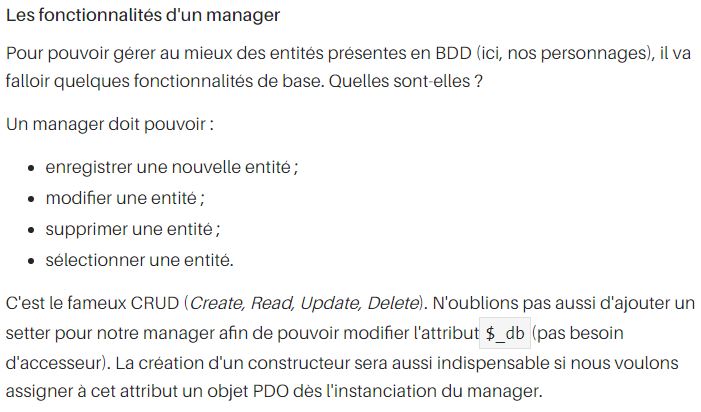 Les fonctionnalités d'un manager
Pour pouvoir gérer au mieux des entités présentes en BDD (ici, nos personnages), il va
falloir quelques fonctionnalités de base. Quelles sont-elles ?
Un manager doit pouvoir :
• enregistrer une nouvelle entité ;
• modifier une entité ;
• supprimer une entité ;
• sélectionner une entité.
C'est le fameux CRUD (Create, Read, Update, Delete). N'oublions pas aussi d'ajouter un
setter pour notre manager afin de pouvoir modifier l'attribut $_db (pas besoin
d'accesseur). La création d'un constructeur sera aussi indispensable si nous voulons
assigner à cet attribut un objet PDO dès l'instanciation du manager.